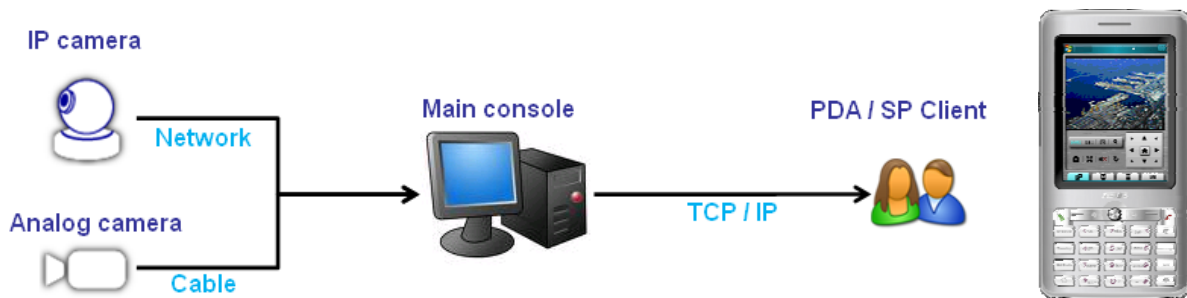 IP camera
Network
Analog camera
Cable
Main console
TCP / IP
PDA / SP Client